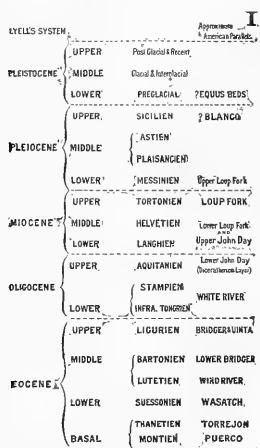 I
LYELL'S SYSTEM Approximate American Parallels
UPPER Post Glacial & Recent
PLEISTOCENE MIDDLE Glacial & Interglacial
LOWER PREGLACIAL ?EQUUS BEDS
UPPER. SICILIEN ?BLANCO
ASTIEN
PLEIOCENE MIDDLE
PLAISANCIEN
LOWER MESSINIEN Upper Loup Fork
UPPER TORTONIEN LOUP FORK
MIOCENE MIDDLE HELVETIEN Lower Loup Fork
AND
LOWER LANGHIEN Upper John Day
UPPER. AQUITANIEN Lower John Day
(Diceratherium Layer)
OLIGOCENE
STAMPIEN
WHITE RIVER
LOWER INFRA. TONGRIEN
UPPER LIGURIEN BRIDGER&UINTA
MIDDLE BARTONIEN LOWER BRIDGER
LUTETIEN WIND RIVER
EOCENE
LOWER SUESSONIEN WASATCH.
THANETIEN TORREJON
BASAL MONTIEN PUERCO